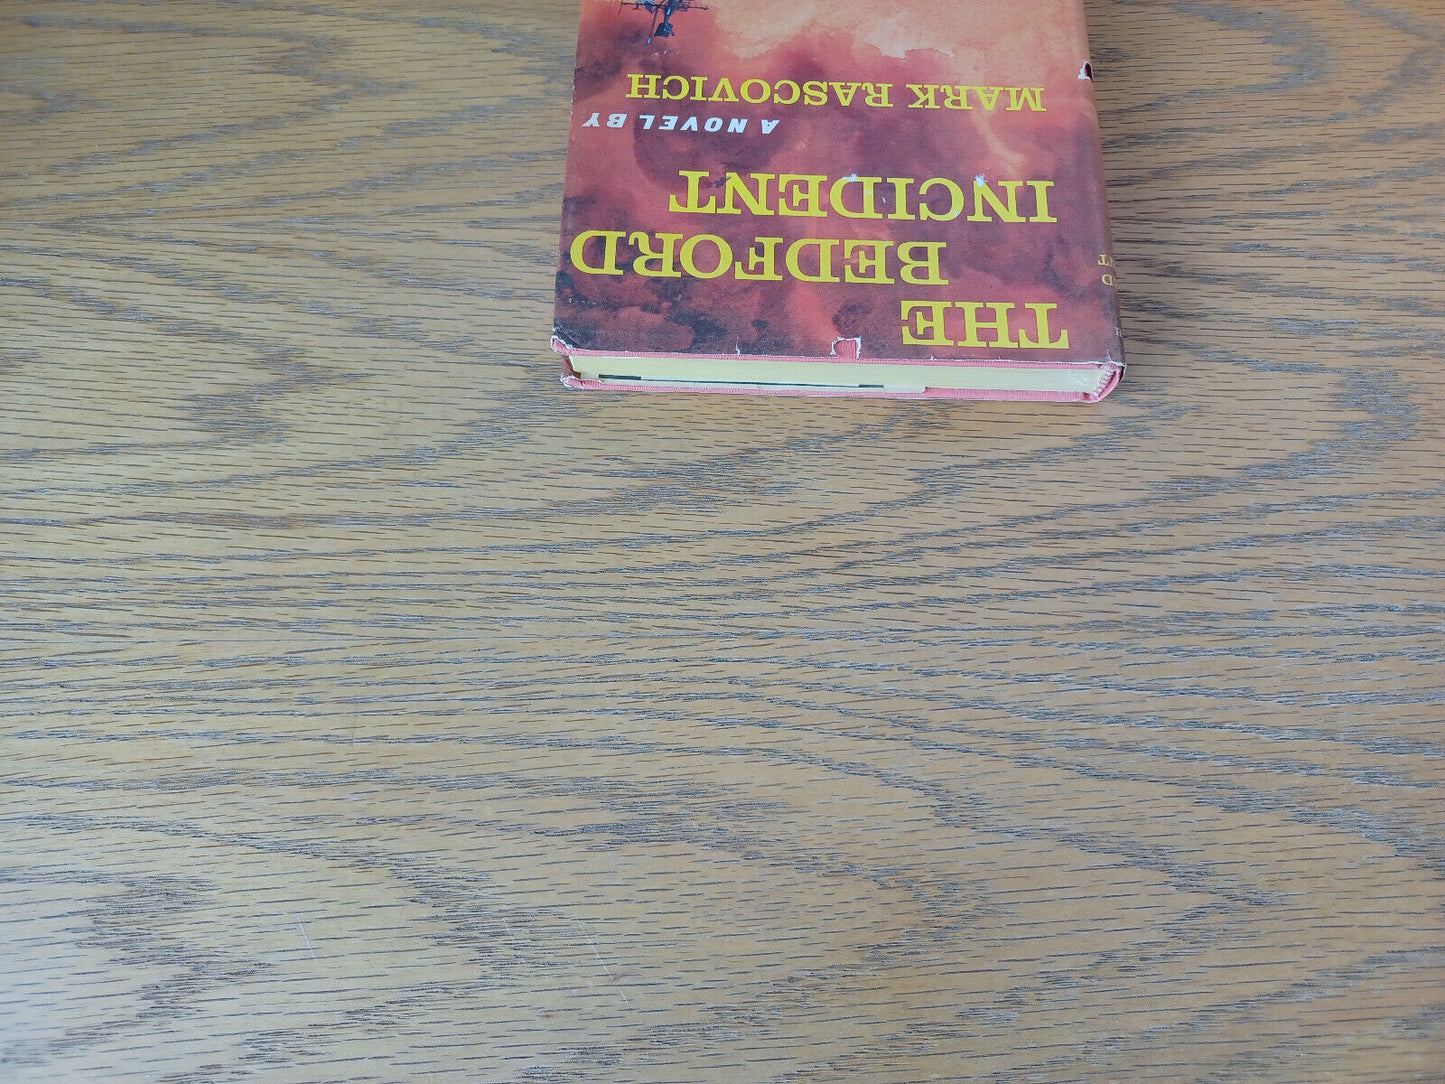 THE
BEDFORD
INCIDENT
A NOVEL BY
MARK RASCOVICH